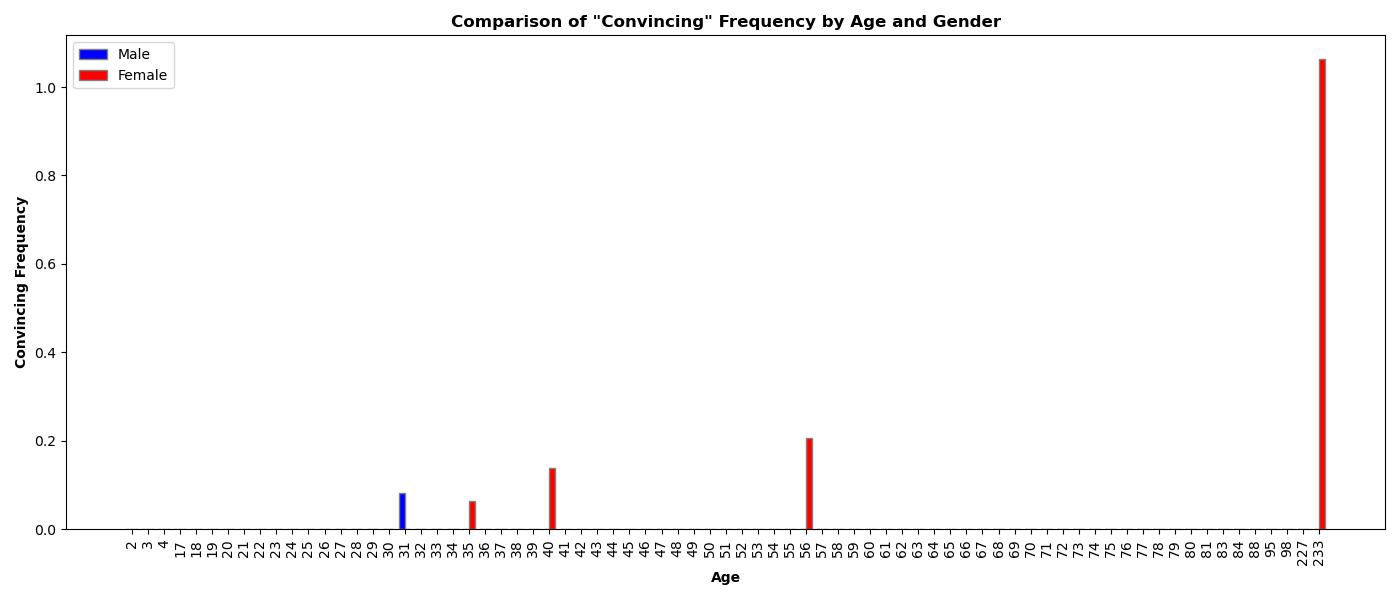 Comparison of "Convincing" Frequency by Age and Gender
Male
Female
1.0
0.8
0.6
0.4
0.2
0.0
Convincing Frequency
2 3 4 17 18 19 20 21 22 23 24 25 26 27 28 29 30 31 32 33 34 35 36 37 38 39 40 41 42 43 44 45 46 47 48 49 50 51 52 53 54 55 56 57 58 59 60 61 62 63 64 65 66 67 68 69 70 71 72 73 74 75 76 77 78 79 80 81 83 84 88 95 98 227 233
Age